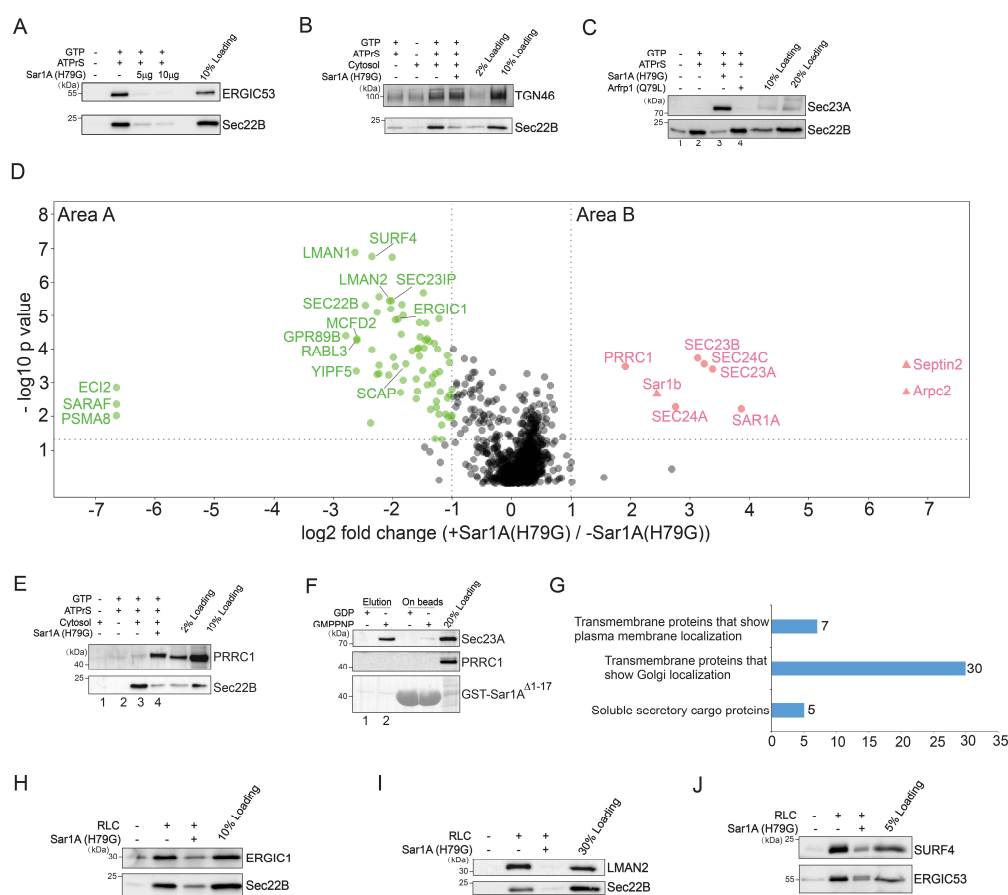 A
GTP - + + +
ATPrS - + + +
Sar1A (H79G) - - 5µg 10µg
10% Loading
(kDa)
55
ERGIC53
25
Sec22B
B
GTP + - + +
ATPrS + - + +
Cytosol - + + +
Sar1A (H79G) - - - +
2% Loading
10% Loading
(kDa)
100
TGN46
25
Sec22B
C
GTP - + + +
ATPrS - + + +
Sar1A (H79G) - - + -
Arfrp1 (Q79L) - - - +
10% Loading
20% Loading
(kDa)
70
Sec23A
25
Sec22B
1 2 3 4
D
Area A
Area B
8
7
6
5
4
3
2
1
- log10 p value
LMAN1
SURF4
LMAN2
SEC23IP
SEC22B
ERGIC1
MCFD2
GPR89B
RABL3
YIPF5
SCAP
ECI2
SARAF
PSMA8
SEC23B
PRRC1
SEC24C
SEC23A
Sar1b
SEC24A
SAR1A
Septin2
Arpc2
-7 -6 -5 -4 -3 -2 -1 0 1 2 3 4 5 6 7
log2 fold change (+Sar1A(H79G) / -Sar1A(H79G))
E
GTP - + + +
ATPrS - + + +
Cytosol + - + +
Sar1A (H79G) - - - +
2% Loading
10% Loading
(kDa)
40
PRRC1
25
Sec22B
1 2 3 4
F
Elution On beads
GDP + - + -
GMPPNP - + - +
20% Loading
(kDa)
70
Sec23A
40
PRRC1
40
GST-Sar1A Δ1-17
1 2
G
Transmembrane proteins that show
plasma membrane localization
7
Transmembrane proteins that
show Golgi localization
30
Soluble secretory cargo proteins
5
0 5 10 15 20 25 30 35
H
RLC - + +
Sar1A (H79G) - - +
10% Loading
(kDa)
30
ERGIC1
25
Sec22B
I
RLC - + +
Sar1A (H79G) - - +
30% Loading
(kDa)
30
LMAN2
25
Sec22B
J
RLC - + +
Sar1A (H79G) - - +
5% Loading
(kDa)
25
SURF4
55
ERGIC53